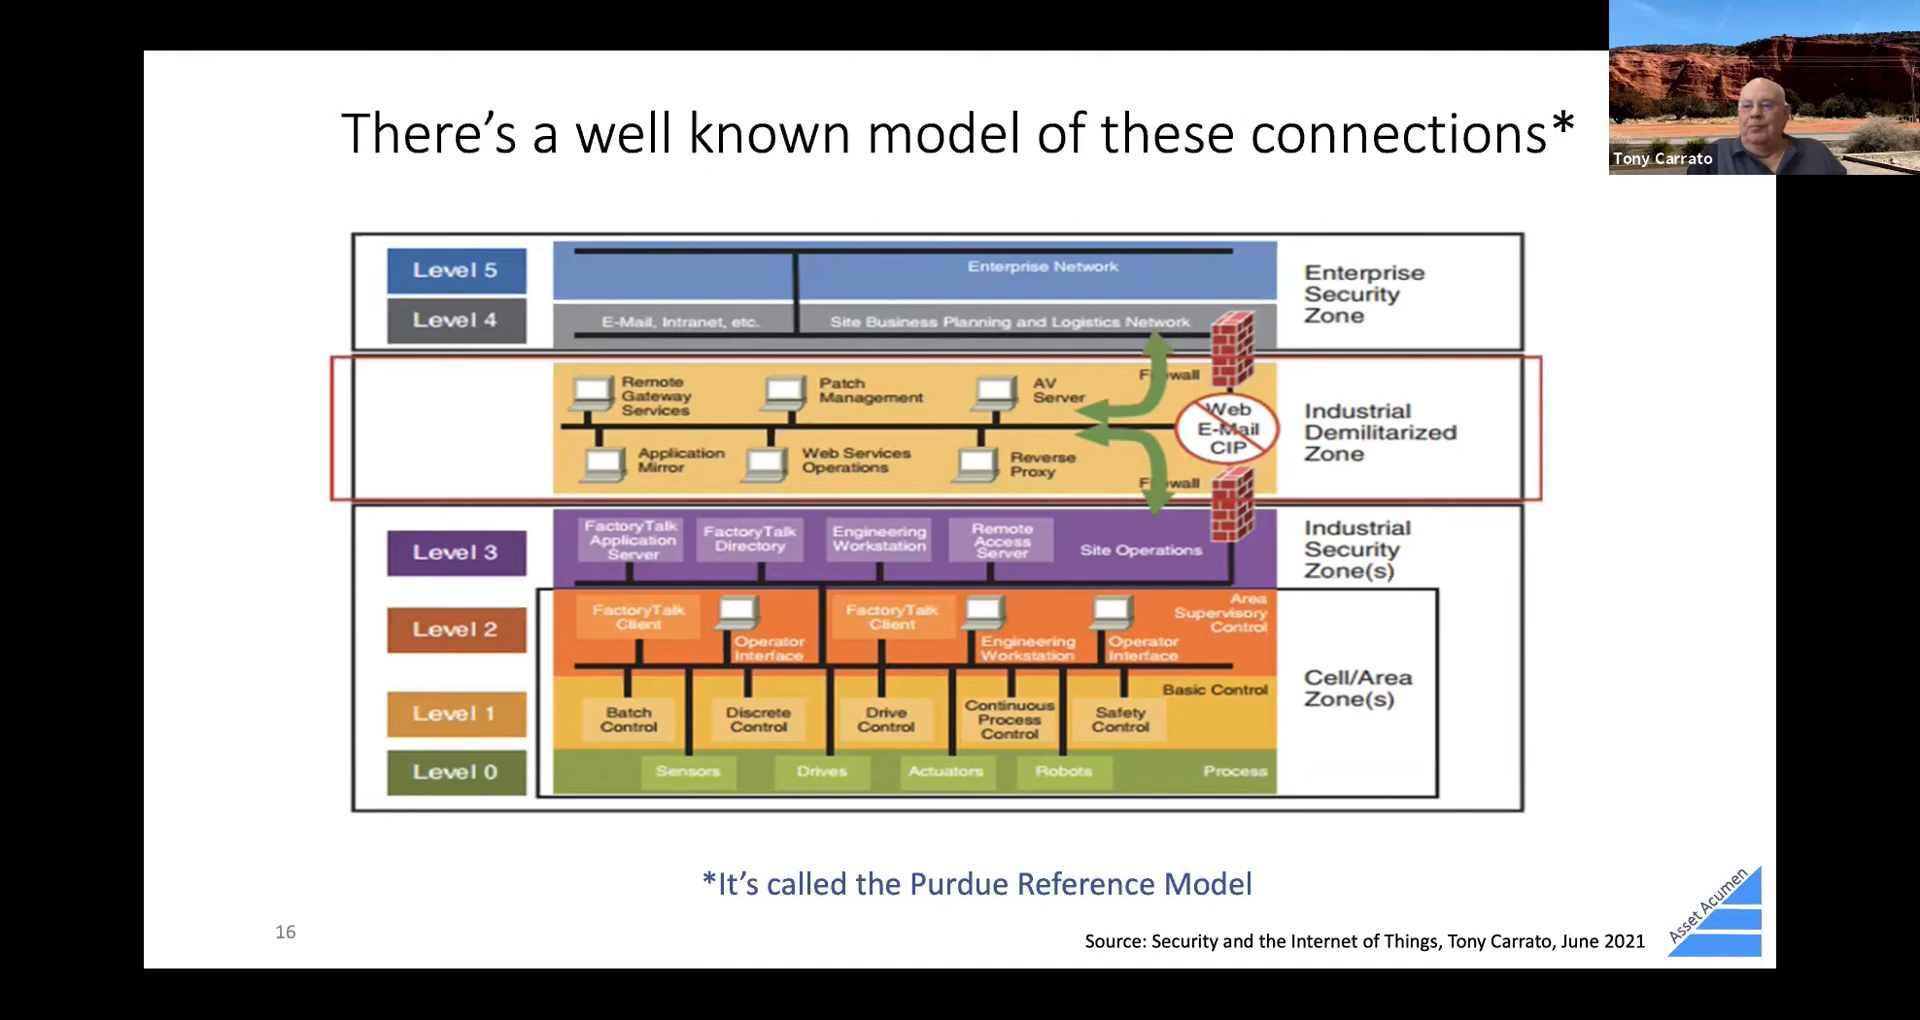 There's a well known model of these connections*
Tony Carrato
Level 5
Enterprise Network
Enterprise
Security
Zone
Level 4
E-Mail, Intranet, etc.
Site Business Planning and Logistics Network
Remote
Gateway
Services
Patch
Management
AV
Server
Firewall
Web
E-Mail
CIP
Industrial
Demilitarized
Zone
Application
Mirror
Web Services
Operations
Reverse
Proxy
Firewall
Level 3
FactoryTalk
Application
Server
FactoryTalk
Directory
Engineering
Workstation
Remote
Access
Server
Site Operations
Industrial
Security
Zone(s)
Level 2
FactoryTalk
Client
Operator
Interface
FactoryTalk
Client
Engineering
Workstation
Operator
Interface
Area
Supervisory
Control
Cell/Area
Zone(s)
Level 1
Basic Control
Batch
Control
Discrete
Control
Drive
Control
Continuous
Process
Control
Safety
Control
Level 0
Sensors
Drives
Actuators
Robots
Process
*It's called the Purdue Reference Model
16
Source: Security and the Internet of Things, Tony Carrato, June 2021
Asset Acumen